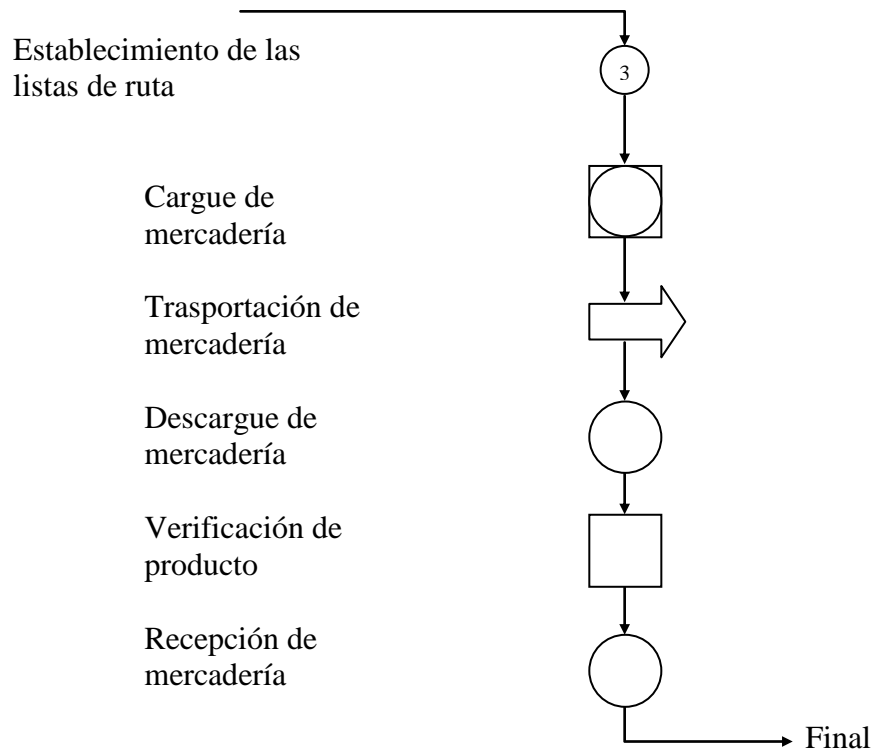 Establecimiento de las
listas de ruta
3
Cargue de
mercadería
Trasportación de
mercadería
Descargue de
mercadería
Verificación de
producto
Recepción de
mercadería
Final